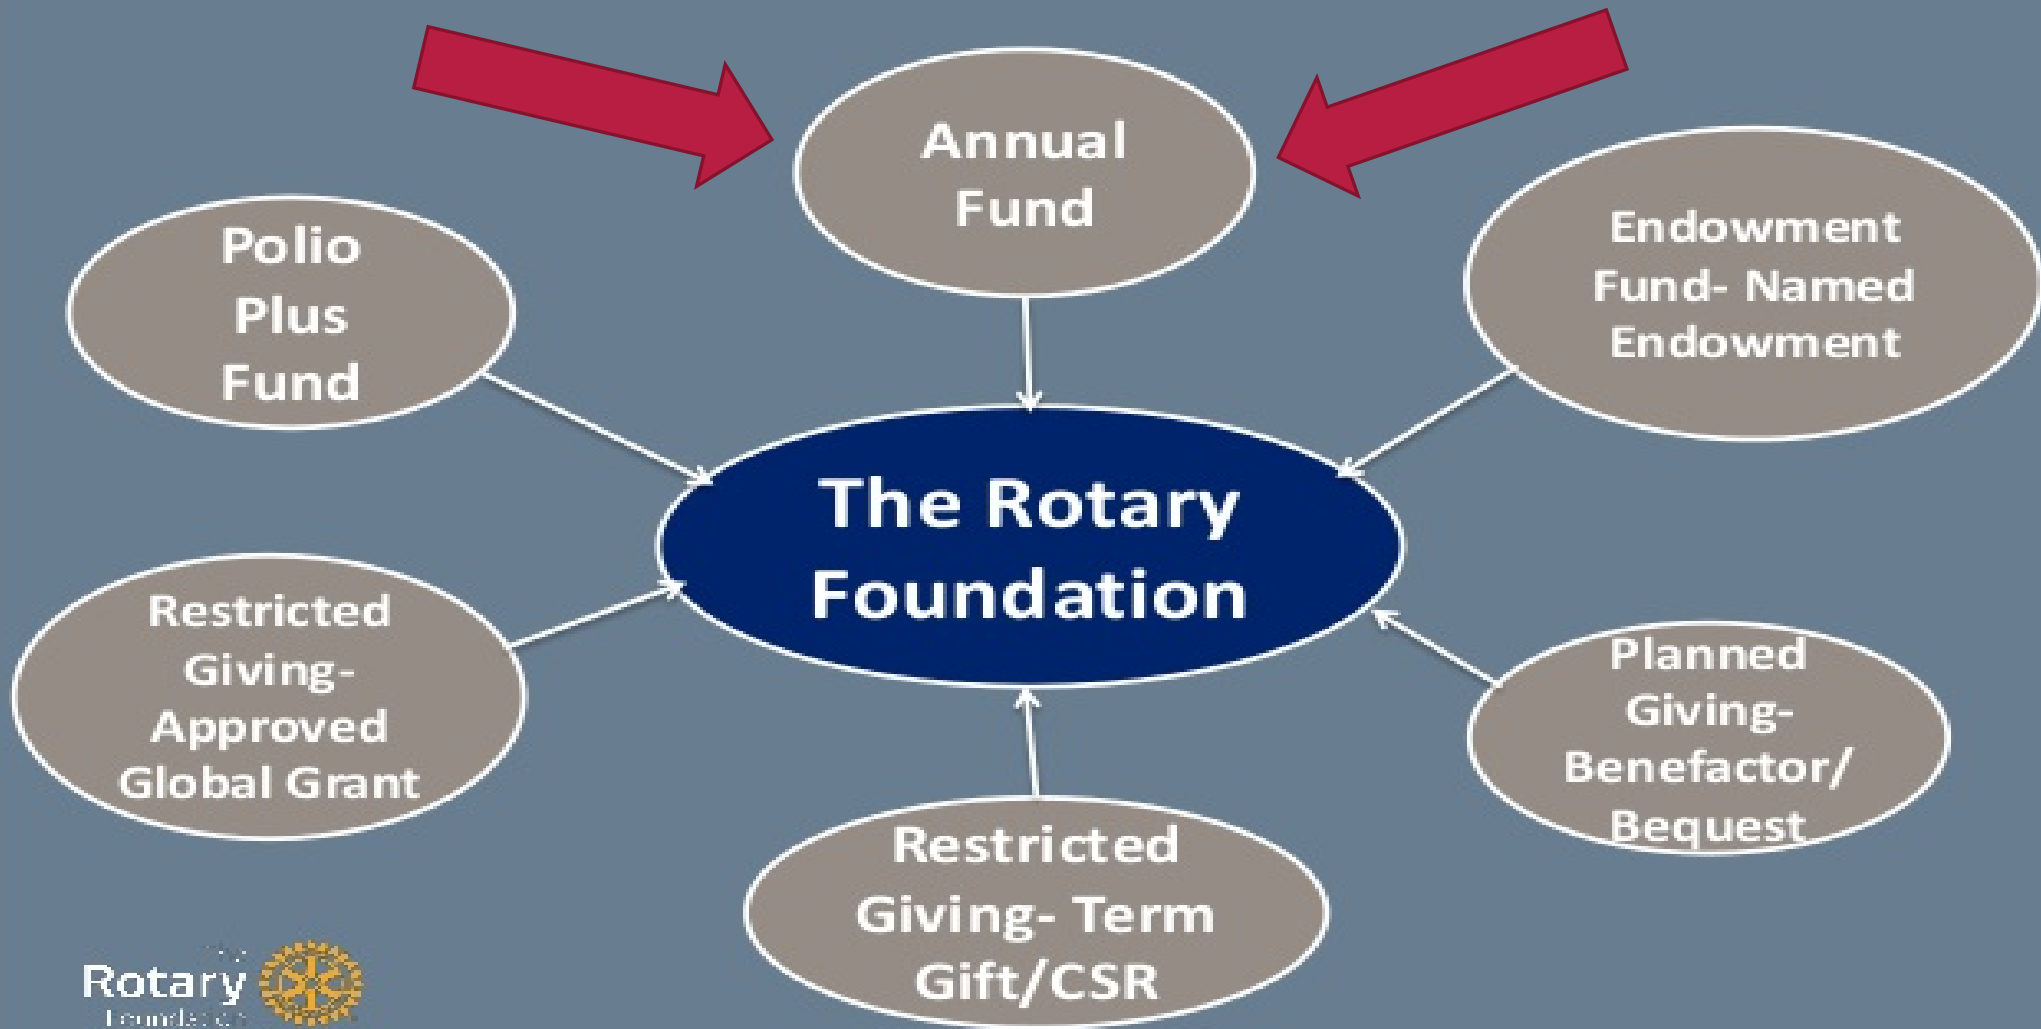 Annual
Fund
Polio
Plus
Fund
Endowment
Fund- Named
Endowment
The Rotary
Foundation
Restricted
Giving-
Approved
Global Grant
Planned
Giving-
Benefactor/
Bequest
Restricted
Giving- Term
Gift/CSR
Rotary
Foundation